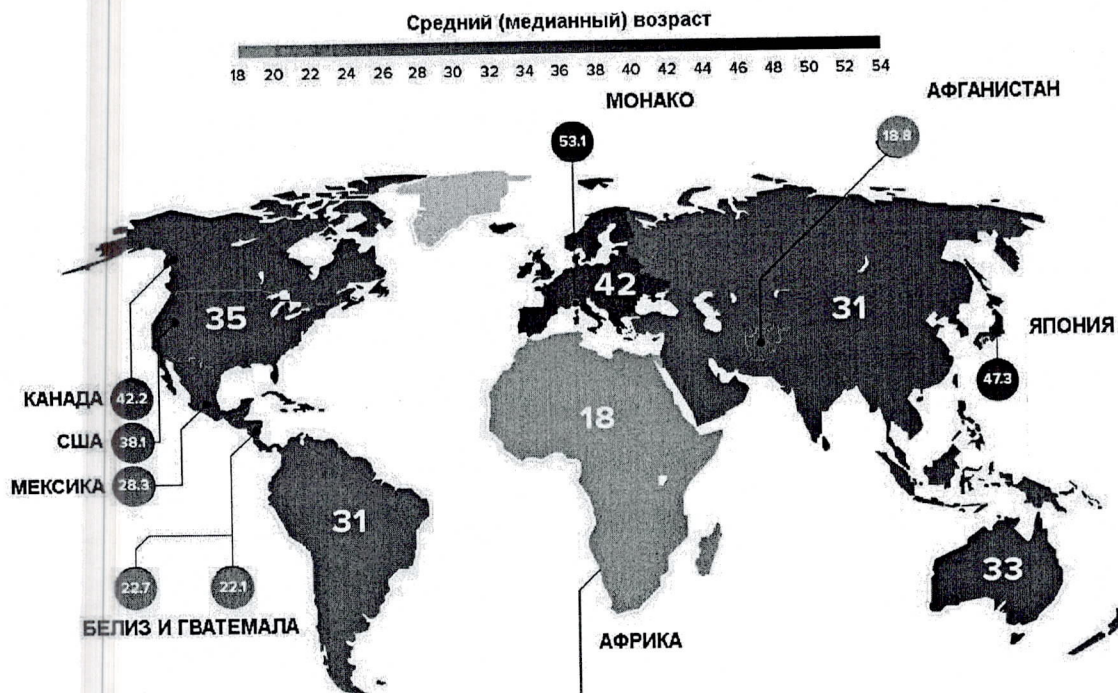 Средний (медианный) возраст
18 20 22 24 26 28 30 32 34 36 38 40 42 44 46 48 50 52 54
МОНАКО
АФГАНИСТАН
53.1
18.8
42
35
31
ЯПОНИЯ
47.3
18
КАНАДА 42.2
США 38.1
МЕКСИКА 28.3
31
33
22.7 22.1
БЕЛИЗ И ГВАТЕМАЛА
АФРИКА